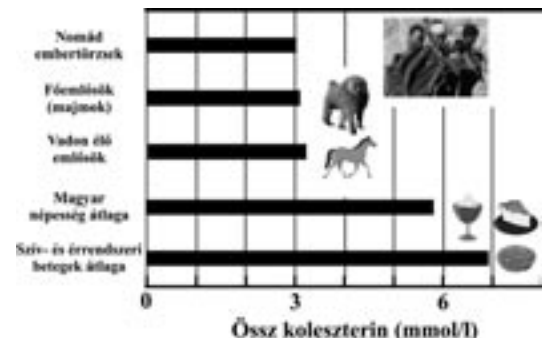 Nomád
embertörzsek
Főemlősök
(majmok)
Vadon élő
emlősök
Magyar
népesség átlaga
Szív- és érrendszeri
betegek átlaga
0 3 6
Össz koleszterin (mmol/l)